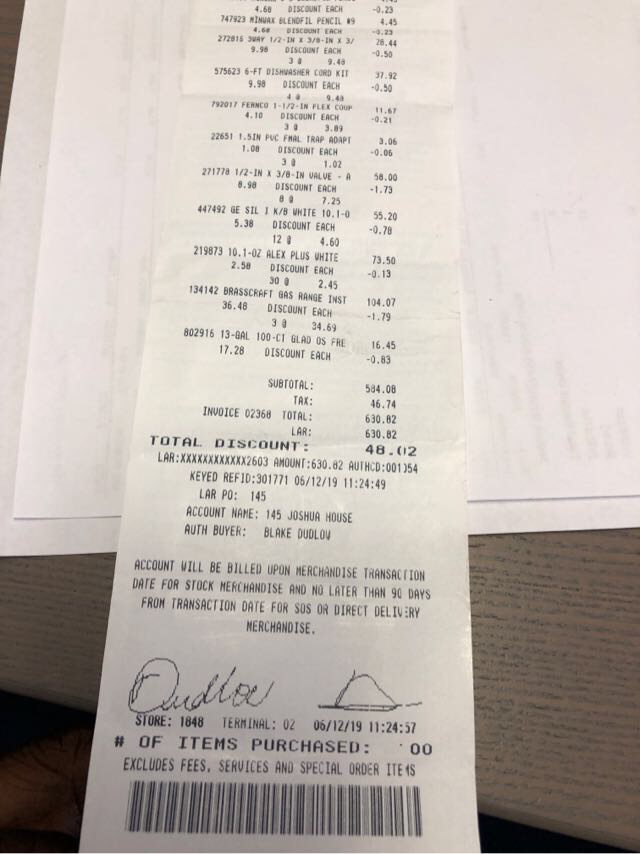 4.68 DISCOUNT EACH -0.23
747923 MINWAX BLENDFIL PENCIL #9 4.45
4.68 DISCOUNT EACH -0.23
272816 3WAY 1/2-IN X 3/8-IN X 3/ 28.44
9.98 DISCOUNT EACH -0.50
3 @ 9.48
575623 6-FT DISHWASHER CORD KIT 37.92
9.98 DISCOUNT EACH -0.50
4 @ 9.48
792017 FERNCO 1-1/2-IN FLEX COUP 11.67
4.10 DISCOUNT EACH -0.21
3 @ 3.89
22651 1.5IN PVC FMAL TRAP ADAPT 3.06
1.08 DISCOUNT EACH -0.06
3 @ 1.02
271778 1/2-IN X 3/8-IN VALVE - A 58.00
8.98 DISCOUNT EACH -1.73
8 @ 7.25
447492 GE SIL I K/B WHITE 10.1-O 55.20
5.38 DISCOUNT EACH -0.78
12 @ 4.60
219873 10.1-OZ ALEX PLUS WHITE 73.50
2.58 DISCOUNT EACH -0.13
30 @ 2.45
134142 BRASSCRAFT GAS RANGE INST 104.07
36.48 DISCOUNT EACH -1.79
3 @ 34.69
802916 13-GAL 100-CT GLAD OS FRE 16.45
17.28 DISCOUNT EACH -0.83
SUBTOTAL: 584.08
TAX: 46.74
INVOICE 02368 TOTAL: 630.82
LAR: 630.82
TOTAL DISCOUNT: 48.02
LAR:XXXXXXXXXXXX2603 AMOUNT:630.82 AUTHCD:001354
KEYED REFID:301771 06/12/19 11:24:49
LAR PO: 145
ACCOUNT NAME: 145 JOSHUA HOUSE
AUTH BUYER: BLAKE DUDLOW
ACCOUNT WILL BE BILLED UPON MERCHANDISE TRANSACTION
DATE FOR STOCK MERCHANDISE AND NO LATER THAN 90 DAYS
FROM TRANSACTION DATE FOR SOS OR DIRECT DELIVERY
MERCHANDISE.
STORE: 1848 TERMINAL: 02 06/12/19 11:24:57
# OF ITEMS PURCHASED: 00
EXCLUDES FEES, SERVICES AND SPECIAL ORDER ITEMS